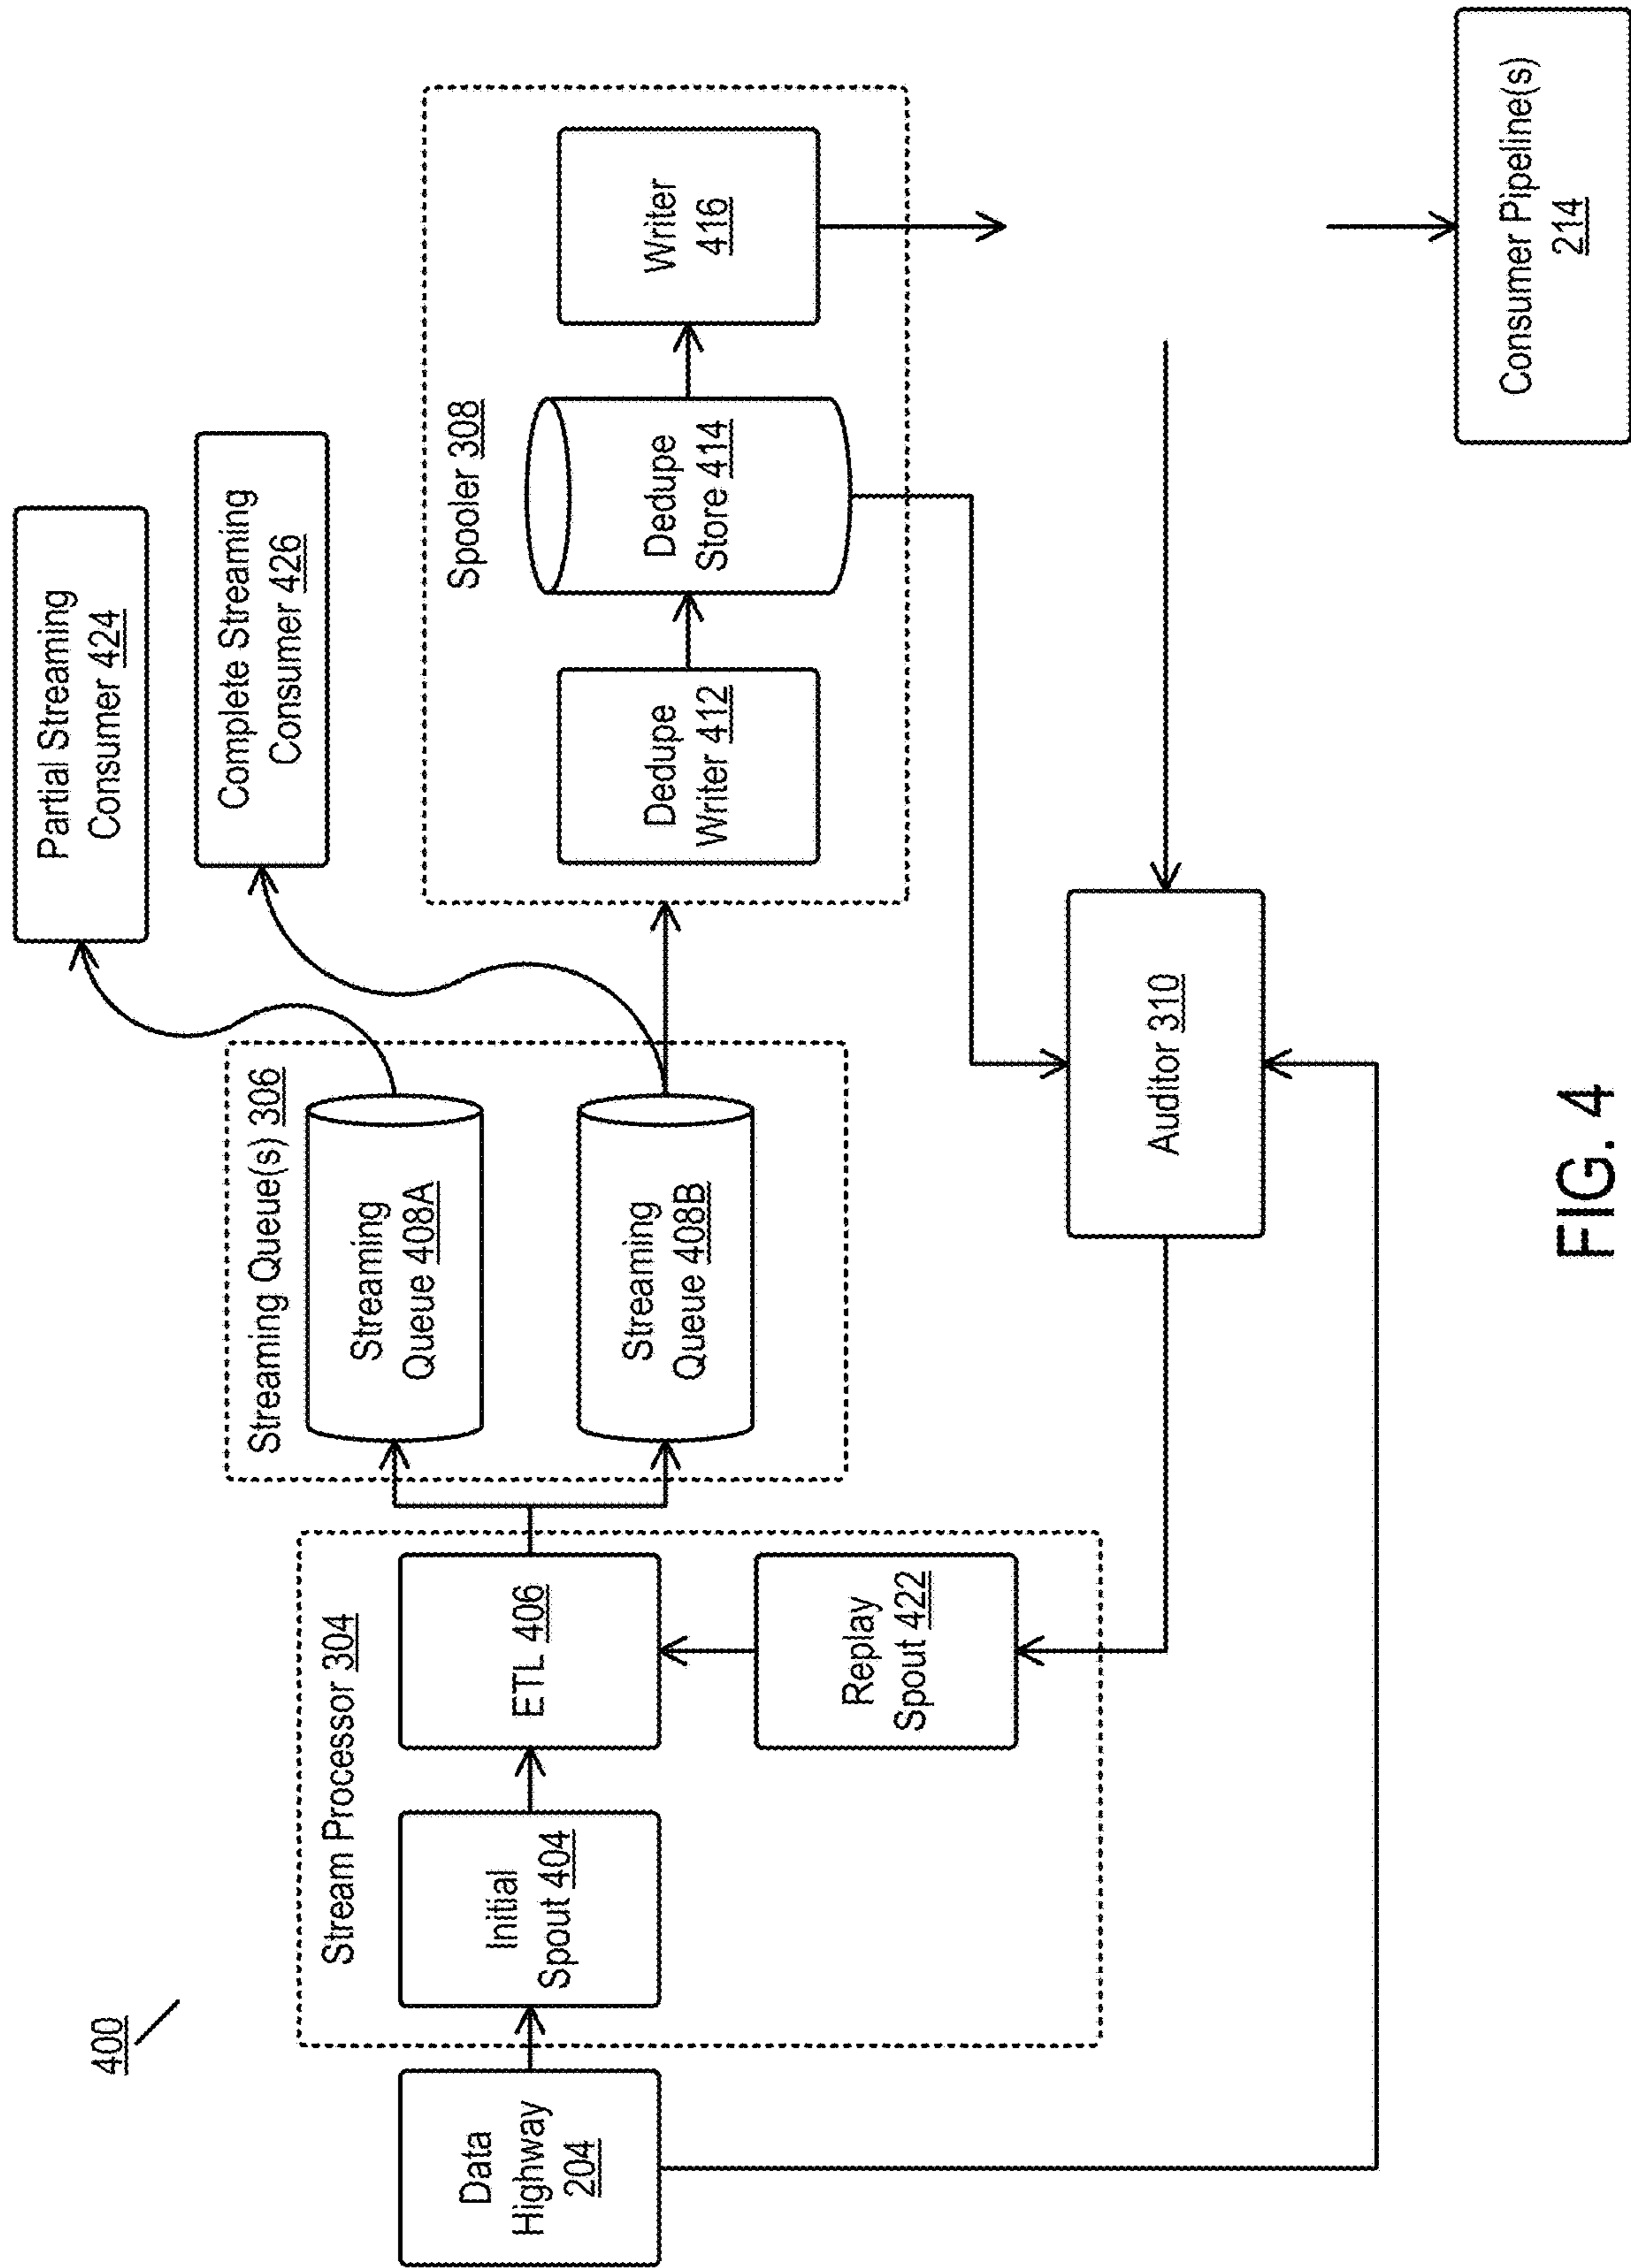 400
Partial Streaming
Consumer 424
Complete Streaming
Consumer 426
Streaming Queue(s) 306
Streaming
Queue 408A
Streaming
Queue 408B
Stream Processor 304
Data
Highway
204
Initial
Spout 404
ETL 406
Replay
Spout 422
Spooler 308
Dedupe
Writer 412
Dedupe
Store 414
Writer
416
Auditor 310
Consumer Pipeline(s)
214
FIG. 4